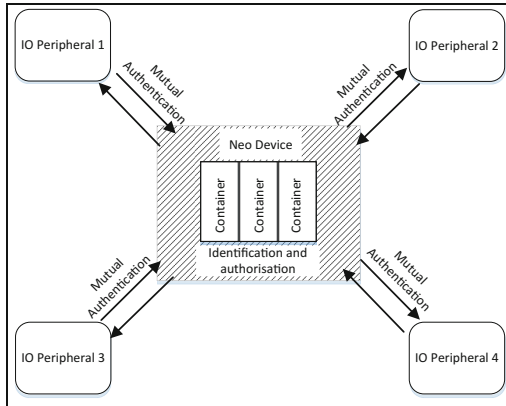 IO Peripheral 1
IO Peripheral 2
Mutual
Authentication
Mutual
Authentication
Neo Device
Container
Container
Container
Identification and
authorisation
Mutual
Authentication
Mutual
Authentication
IO Peripheral 3
IO Peripheral 4